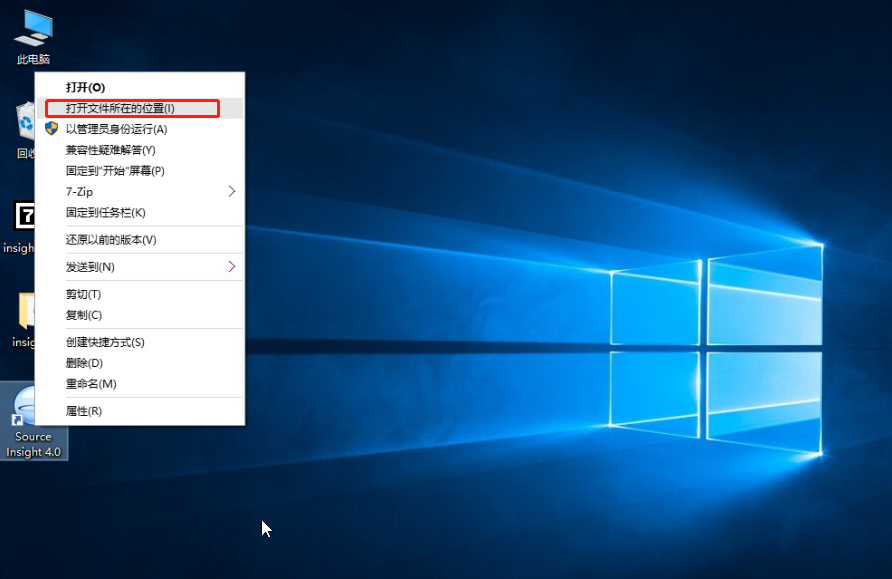 此电脑
打开(O)
打开文件所在的位置(I)
以管理员身份运行(A)
兼容性疑难解答(Y)
固定到"开始"屏幕(P)
7-Zip
固定到任务栏(K)
还原以前的版本(V)
发送到(N)
剪切(T)
复制(C)
创建快捷方式(S)
删除(D)
重命名(M)
属性(R)
回收
7
insigh
insig
Source
Insight 4.0